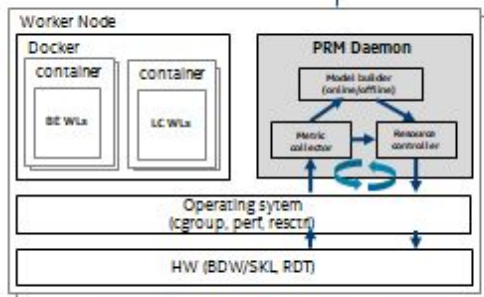 Worker Node
Docker
container
BE WLs
container
LC WLs
PRM Daemon
Model builder
(online/offline)
Metric
collector
Resource
controller
Operating sytem
(cgroup, perf, resctrl)
HW (BDW/SKL, RDT)